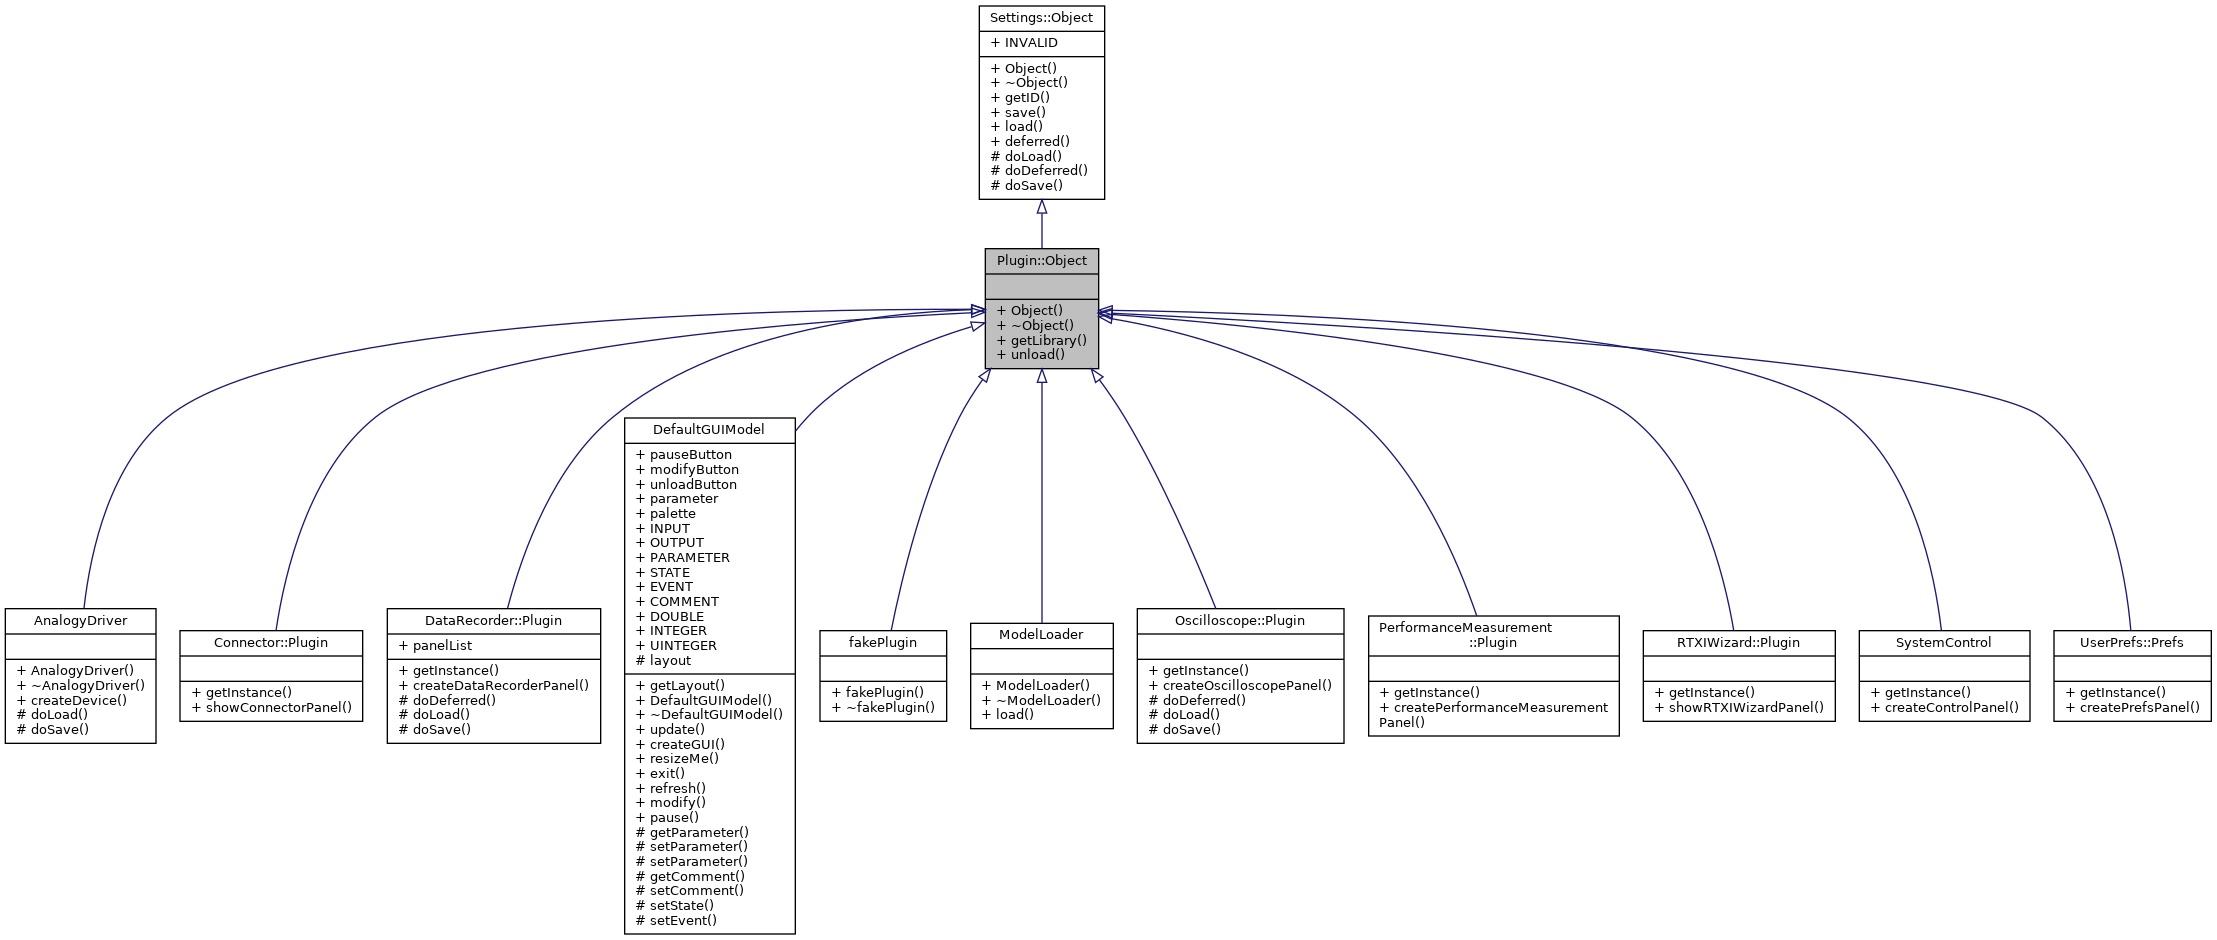 Settings::Object
+ INVALID
+ Object()
+ ~Object()
+ getID()
+ save()
+ load()
+ deferred()
# doLoad()
# doDeferred()
# doSave()
Plugin::Object
+ Object()
+ ~Object()
+ getLibrary()
+ unload()
AnalogyDriver
+ AnalogyDriver()
+ ~AnalogyDriver()
+ createDevice()
# doLoad()
# doSave()
Connector::Plugin
+ getInstance()
+ showConnectorPanel()
DataRecorder::Plugin
+ panelList
+ getInstance()
+ createDataRecorderPanel()
# doDeferred()
# doLoad()
# doSave()
DefaultGUIModel
+ pauseButton
+ modifyButton
+ unloadButton
+ parameter
+ palette
+ INPUT
+ OUTPUT
+ PARAMETER
+ STATE
+ EVENT
+ COMMENT
+ DOUBLE
+ INTEGER
+ UINTEGER
# layout
+ getLayout()
+ DefaultGUIModel()
+ ~DefaultGUIModel()
+ update()
+ createGUI()
+ resizeMe()
+ exit()
+ refresh()
+ modify()
+ pause()
# getParameter()
# setParameter()
# setParameter()
# getComment()
# setComment()
# setState()
# setEvent()
fakePlugin
+ fakePlugin()
+ ~fakePlugin()
ModelLoader
+ ModelLoader()
+ ~ModelLoader()
+ load()
Oscilloscope::Plugin
+ getInstance()
+ createOscilloscopePanel()
# doDeferred()
# doLoad()
# doSave()
PerformanceMeasurement
::Plugin
+ getInstance()
+ createPerformanceMeasurement
Panel()
RTXIWizard::Plugin
+ getInstance()
+ showRTXIWizardPanel()
SystemControl
+ getInstance()
+ createControlPanel()
UserPrefs::Prefs
+ getInstance()
+ createPrefsPanel()